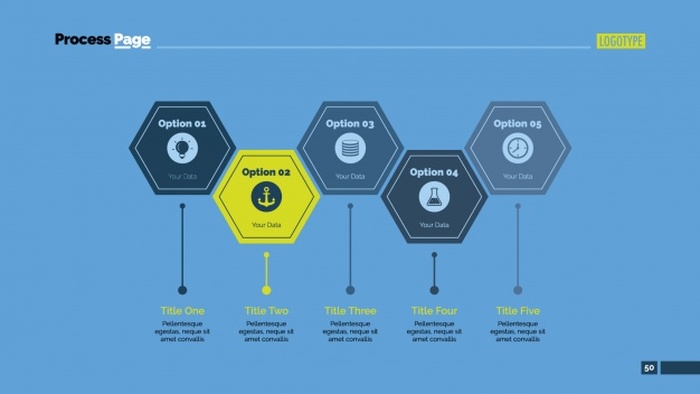 Process Page
LOGOTYPE
Option 01
Your Data
Option 02
Your Data
Option 03
Your Data
Option 04
Your Data
Option 05
Your Data
Title One
Pellentesque
egestas, neque sit
amet convallis
Title Two
Pellentesque
egestas, neque sit
amet convallis
Title Three
Pellentesque
egestas, neque sit
amet convallis
Title Four
Pellentesque
egestas, neque sit
amet convallis
Title Five
Pellentesque
egestas, neque sit
amet convallis
50